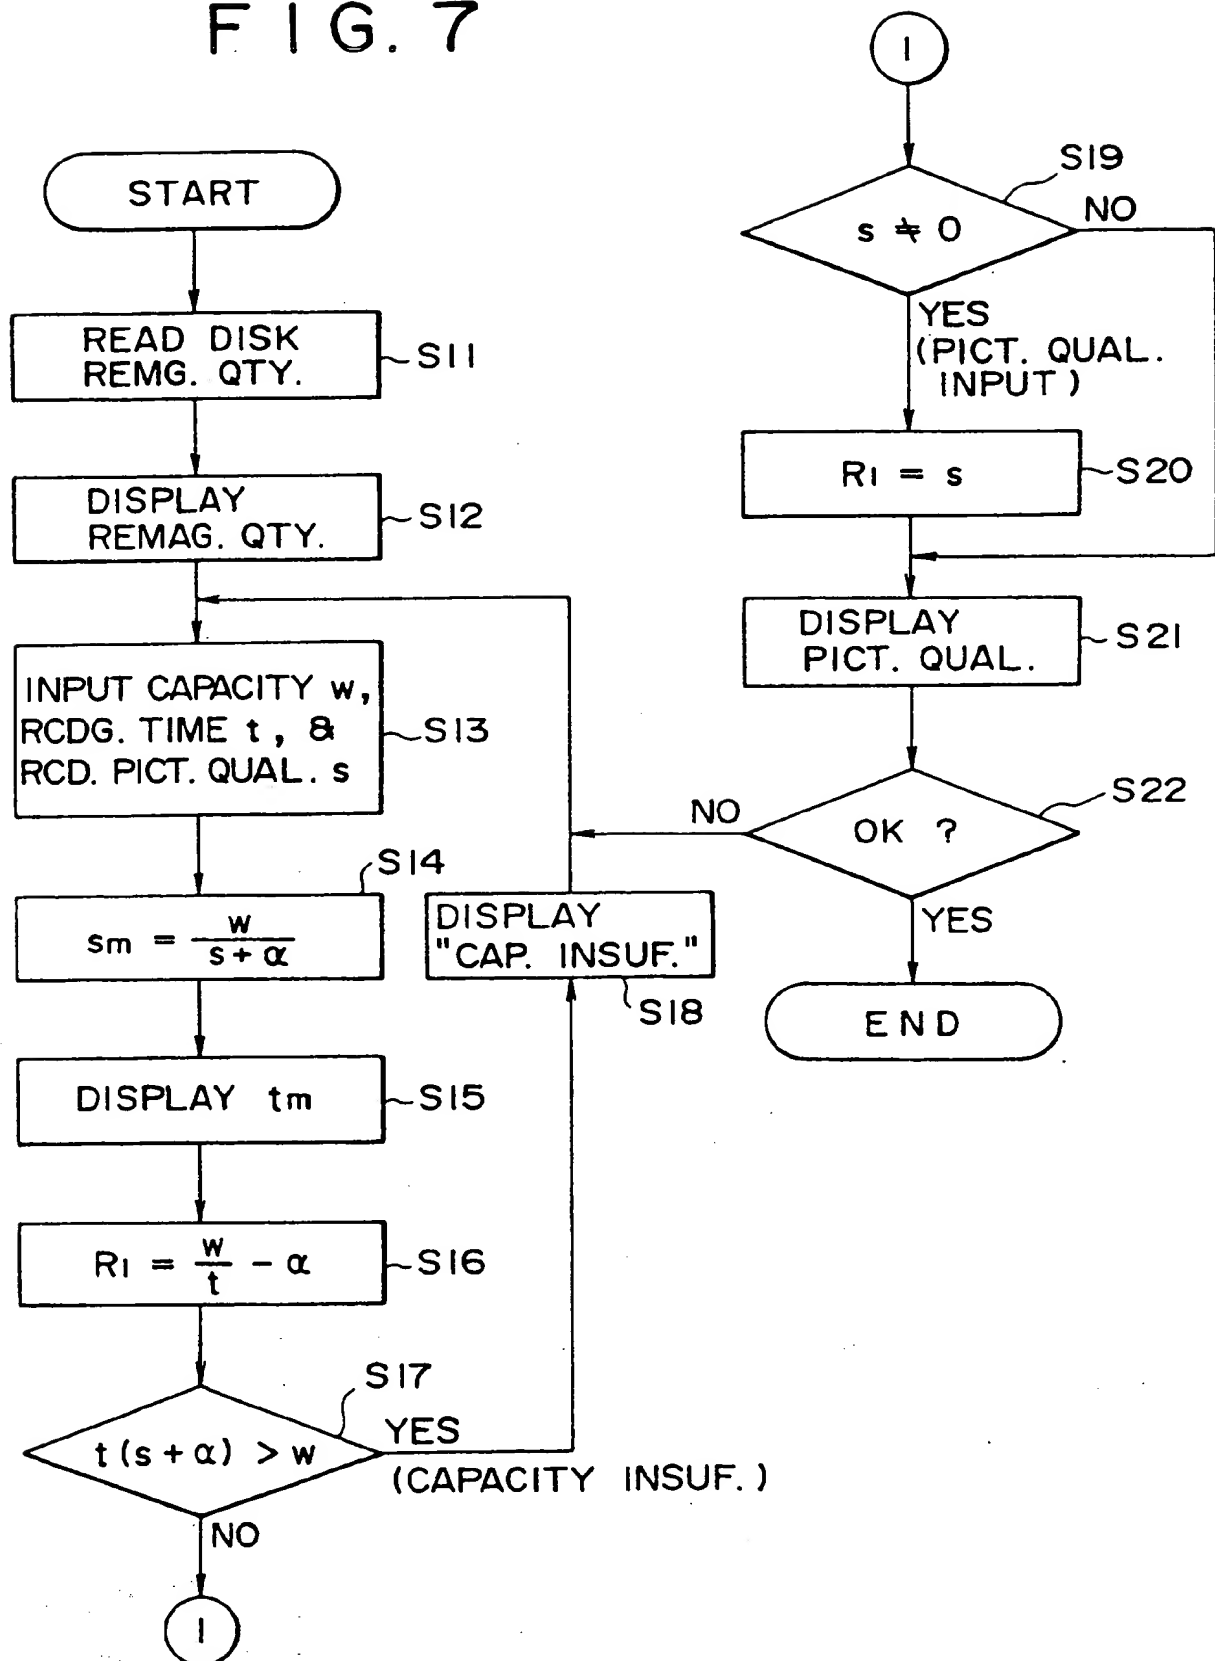 FIG. 7
START
READ DISK
REMG. QTY.
S11
DISPLAY
REMAG. QTY.
S12
INPUT CAPACITY w,
RCDG. TIME t, &
RCD. PICT. QUAL. s
S13
S14
sm = w / s + α
DISPLAY tm
S15
R1 = w / t - α
S16
S17
t (s + α) > w
YES
(CAPACITY INSUF.)
NO
1
DISPLAY
"CAP. INSUF."
S18
1
S19
s ≠ 0
NO
YES
(PICT. QUAL.
INPUT)
R1 = s
S20
DISPLAY
PICT. QUAL.
S21
S22
OK ?
NO
YES
END